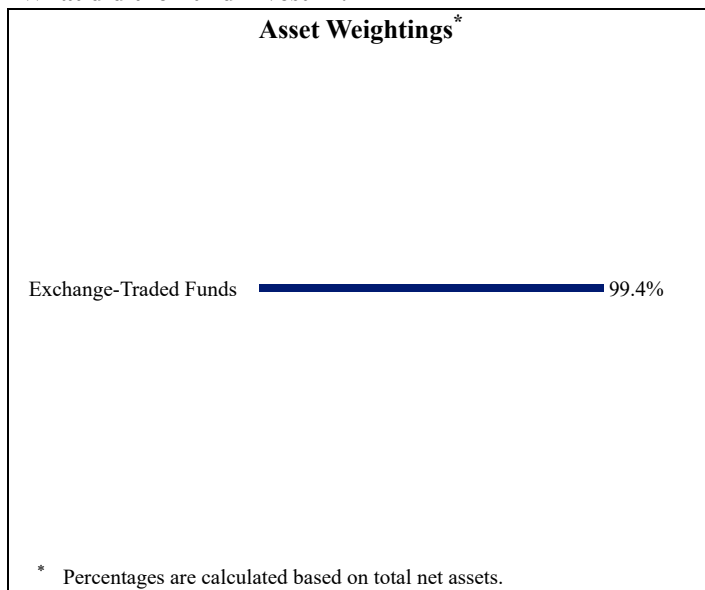 Asset Weightings*
Exchange-Traded Funds 99.4%
* Percentages are calculated based on total net assets.